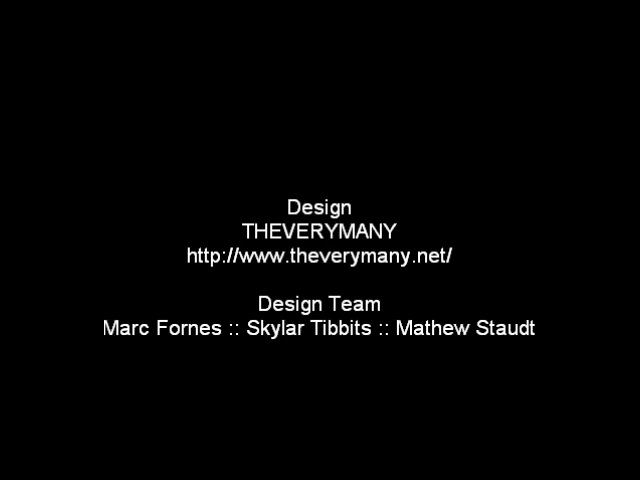 Design
THEVERYMANY
http://www.theverymany.net/
Design Team
Marc Fornes :: Skylar Tibbits :: Mathew Staudt